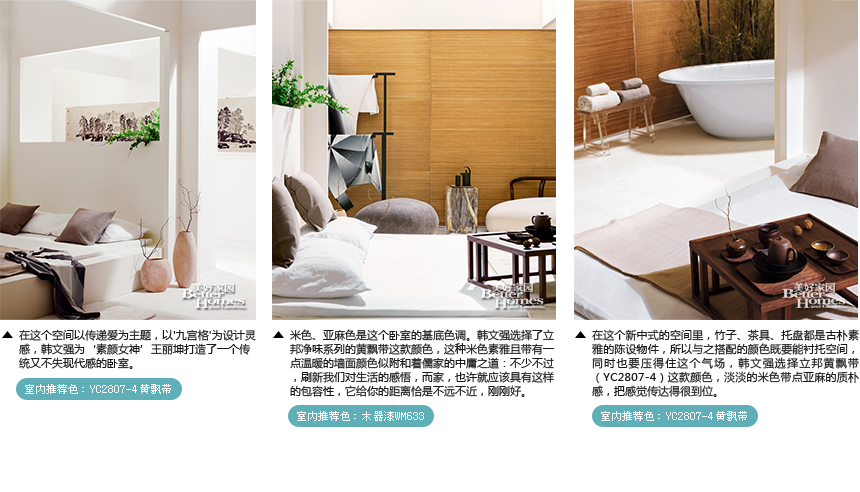 美好家园
Better
Homes
and Gardens
▲ 在这个空间以传递爱为主题，以'九宫格'为设计灵
感，韩文强为‘素颜女神’王丽坤打造了一个传
统又不失现代感的卧室。
室内推荐色：YC2807-4 黄飘带
美好家园
Better
Homes
and Gardens
▲ 米色、亚麻色是这个卧室的基底色调。韩文强选择了立
邦净味系列的黄飘带这款颜色，这种米色素雅且带有一
点温暖的墙面颜色似附和着儒家的中庸之道：不少不过
，刷新我们对生活的感悟，而家，也许就应该具有这样
的包容性，它给你的距离恰是不远不近，刚刚好。
室内推荐色：木器漆WM633
美好家园
Better
Homes
and Gardens
▲ 在这个新中式的空间里，竹子、茶具、托盘都是古朴素
雅的陈设物件，所以与之搭配的颜色既要能衬托空间，
同时也要压得住这个气场，韩文强选择立邦黄飘带
（YC2807-4）这款颜色，淡淡的米色带点亚麻的质朴
感，把感觉传达得很到位。
室内推荐色：YC2807-4 黄飘带